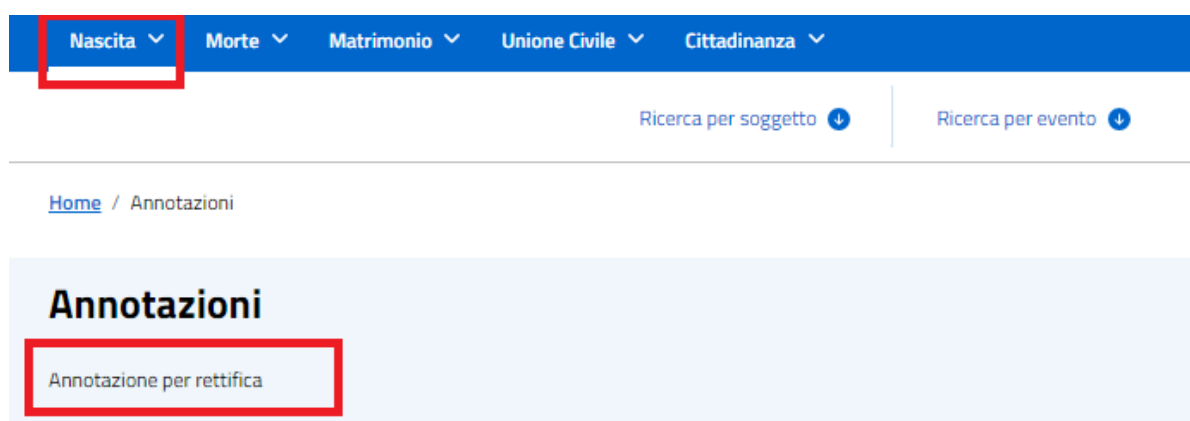 Nascita Morte Matrimonio Unione Civile Cittadinanza
Ricerca per soggetto Ricerca per evento
Home / Annotazioni
Annotazioni
Annotazione per rettifica